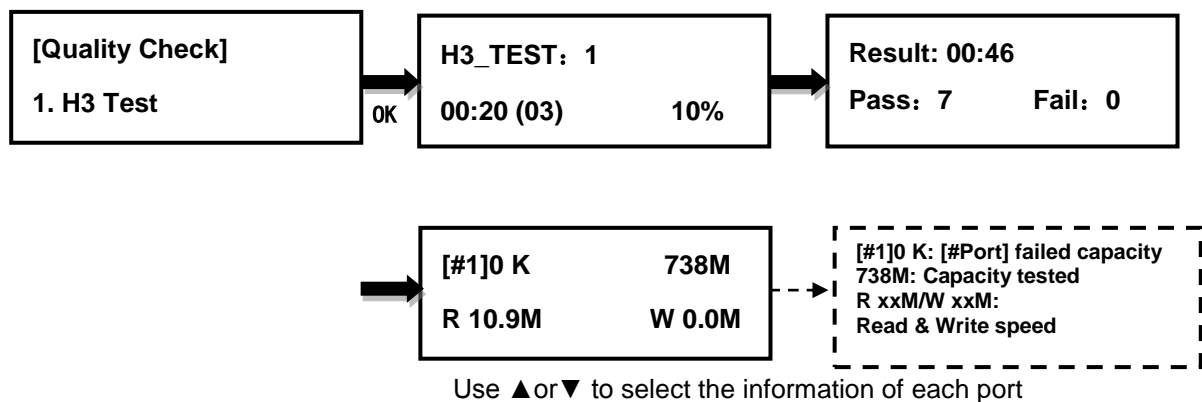 [Quality Check]
1. H3 Test
OK
H3_TEST：1
00:20 (03) 10%
Result: 00:46
Pass：7 Fail：0
[#1]0 K 738M
R 10.9M W 0.0M
[#1]0 K: [#Port] failed capacity
738M: Capacity tested
R xxM/W xxM:
Read & Write speed
Use ▲or▼ to select the information of each port